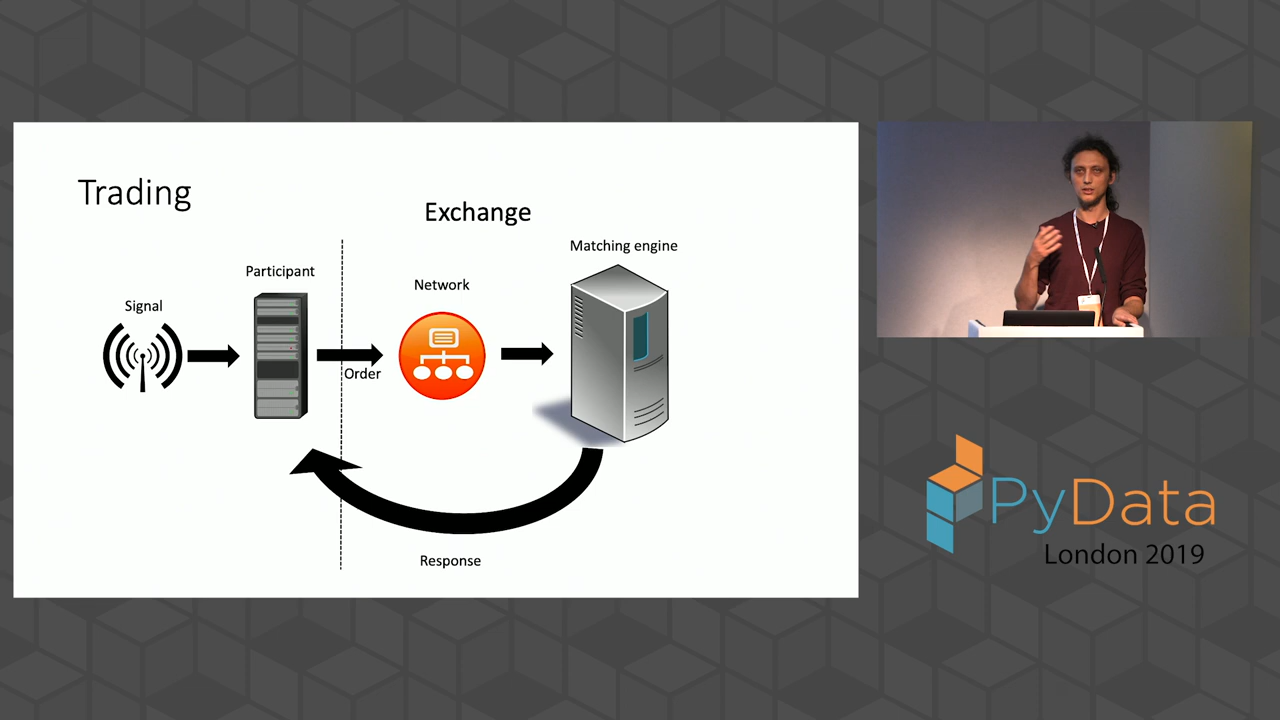 Trading
Exchange
Matching engine
Participant
Network
Signal
Order
Response
PyData
London 2019